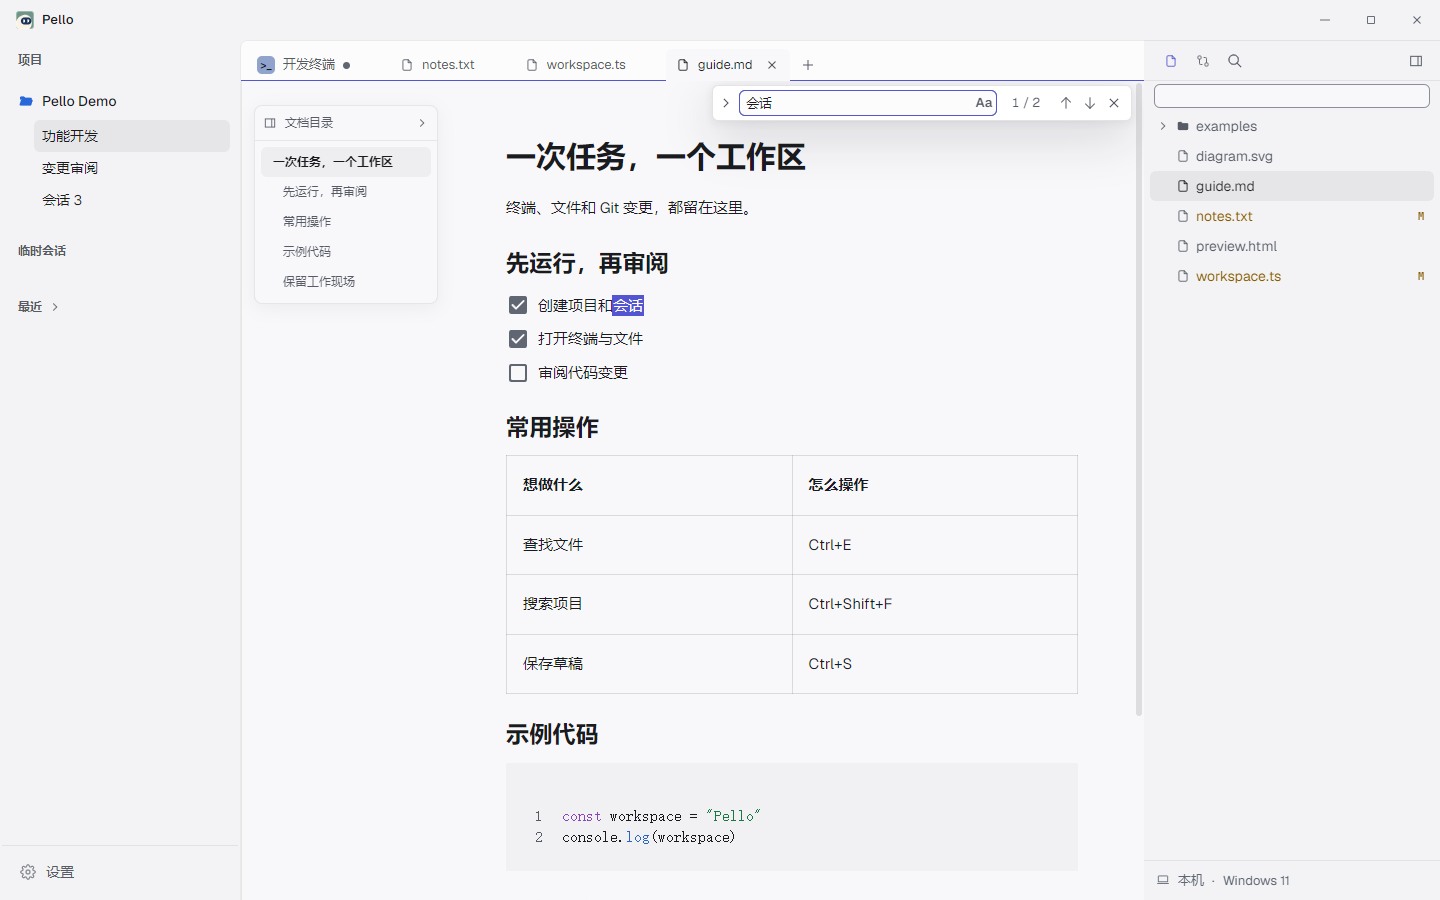 Pello
项目
Pello Demo
功能开发
变更审阅
会话 3
临时会话
最近
设置
>_ 开发终端
notes.txt
workspace.ts
guide.md
会话 Aa 1 / 2
文档目录
一次任务，一个工作区
先运行，再审阅
常用操作
示例代码
保留工作现场
一次任务，一个工作区
终端、文件和 Git 变更，都留在这里。
先运行，再审阅
创建项目和会话
打开终端与文件
审阅代码变更
常用操作
想做什么 怎么操作
查找文件 Ctrl+E
搜索项目 Ctrl+Shift+F
保存草稿 Ctrl+S
示例代码
1 const workspace = "Pello"
2 console.log(workspace)
examples
diagram.svg
guide.md
notes.txt M
preview.html
workspace.ts M
本机 · Windows 11